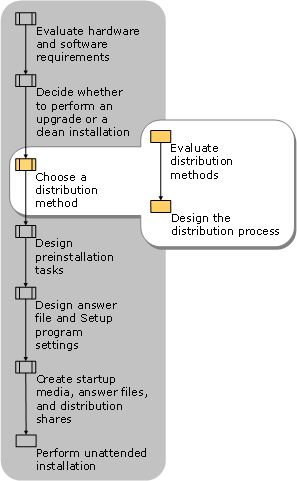 Evaluate hardware
and software
requirements
Decide whether
to perform an
upgrade or a
clean installation
Choose a
distribution
method
Evaluate
distribution
methods
Design the
distribution process
Design
preinstallation
tasks
Design answer
file and Setup
program
settings
Create startup
media, answer files,
and distribution
shares
Perform unattended
installation